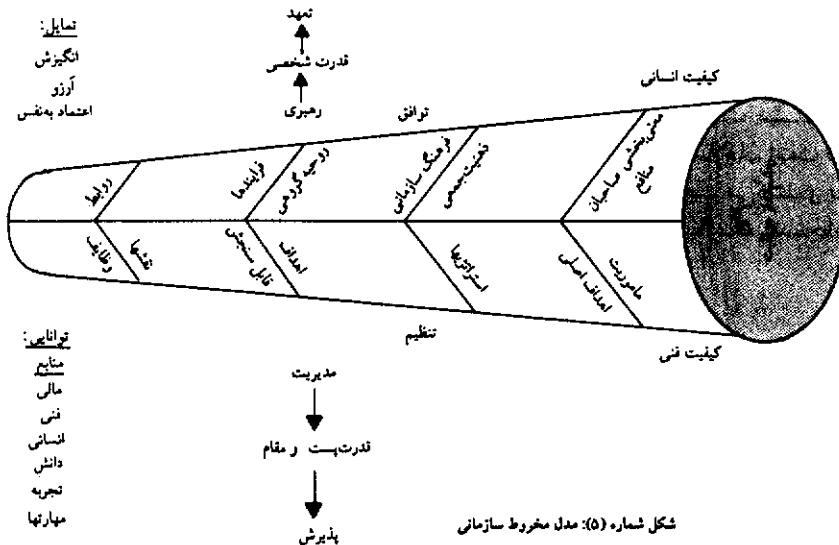 تمایل:
انگیزش
آرزو
اعتماد به‌نفس
تعهد
قدرت شخصی
رهبری
توافق
کیفیت انسانی
روابط
فرایندها
روحیه گروهی
فرهنگ سازمانی
ذهنیت جمعی
معنی بخشی صاحبان
منافع
نقشها
وظایف
اهداف
قابل سنجش
استراتژیها
ماموریت
اهداف اصلی
تنظیم
کیفیت فنی
توانایی:
منابع
مالی
فنی
انسانی
دانش
تجربه
مهارتها
مدیریت
قدرت‌پست و مقام
پذیرش
شکل شماره (۵): مدل مخروط سازمانی